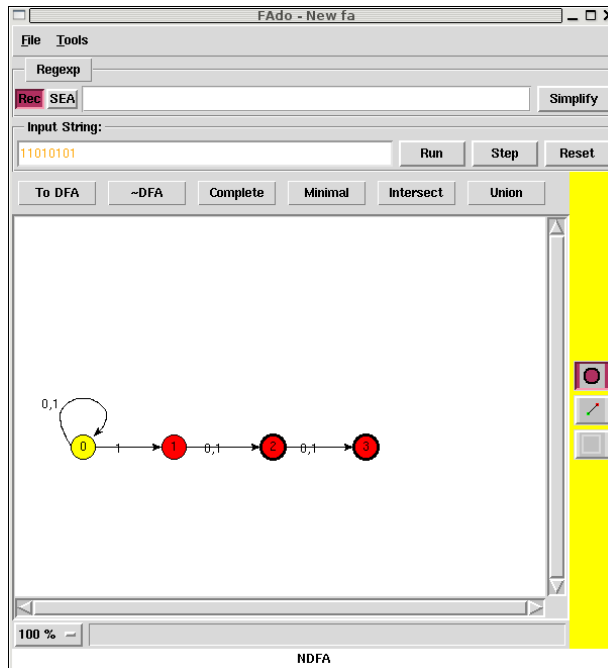 FAdo - New fa
File Tools
Regexp
Rec SEA Simplify
Input String:
11010101 Run Step Reset
To DFA ~DFA Complete Minimal Intersect Union
0,1
0 1 1 0,1 2 0,1 3
100 %
NDFA